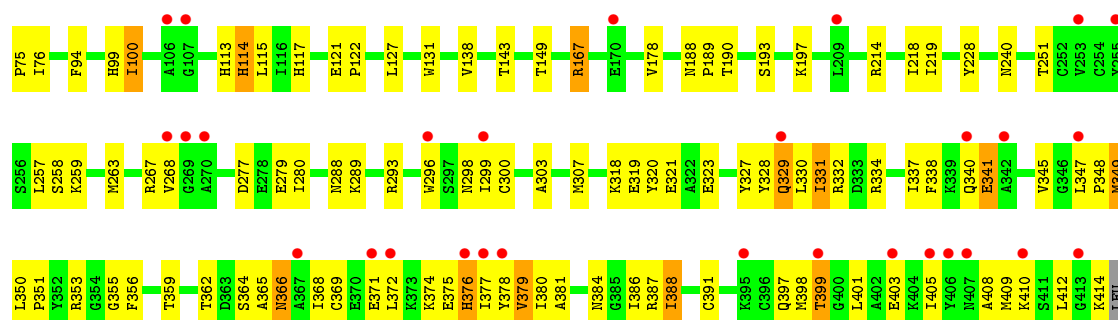 P75 I76 F94 H99 I100 A106 G107 H113 H114 L115 I116 H117 E121 P122 L127 W131 V138 T143 T149 R167 E170 V178 N188 P189 T190 S193 K197 L209 R214 I218 I219 Y228 N240 T251 C252 V253 C254 Y255
S256 L257 S258 K259 M263 R267 V268 G269 A270 D277 E278 E279 I280 N288 K289 R293 W296 S297 N298 I299 C300 A303 M307 K318 E319 Y320 E321 A322 E323 Y327 Y328 Q329 L330 I331 R332 D333 R334 I337 F338 K339 Q340 E341 A342 V345 G346 L347 P348 M349
L350 P351 Y352 R353 G354 G355 F356 T359 T362 D363 S364 A365 N366 A367 I368 C369 E370 E371 L372 K373 K374 E375 H376 I377 Y378 V379 I380 A381 N384 G385 I386 R387 I388 C391 K395 C396 Q397 M398 T399 G400 L401 A402 E403 K404 I405 Y406 N407 A408 M409 K410 S411 L412 G413 K414